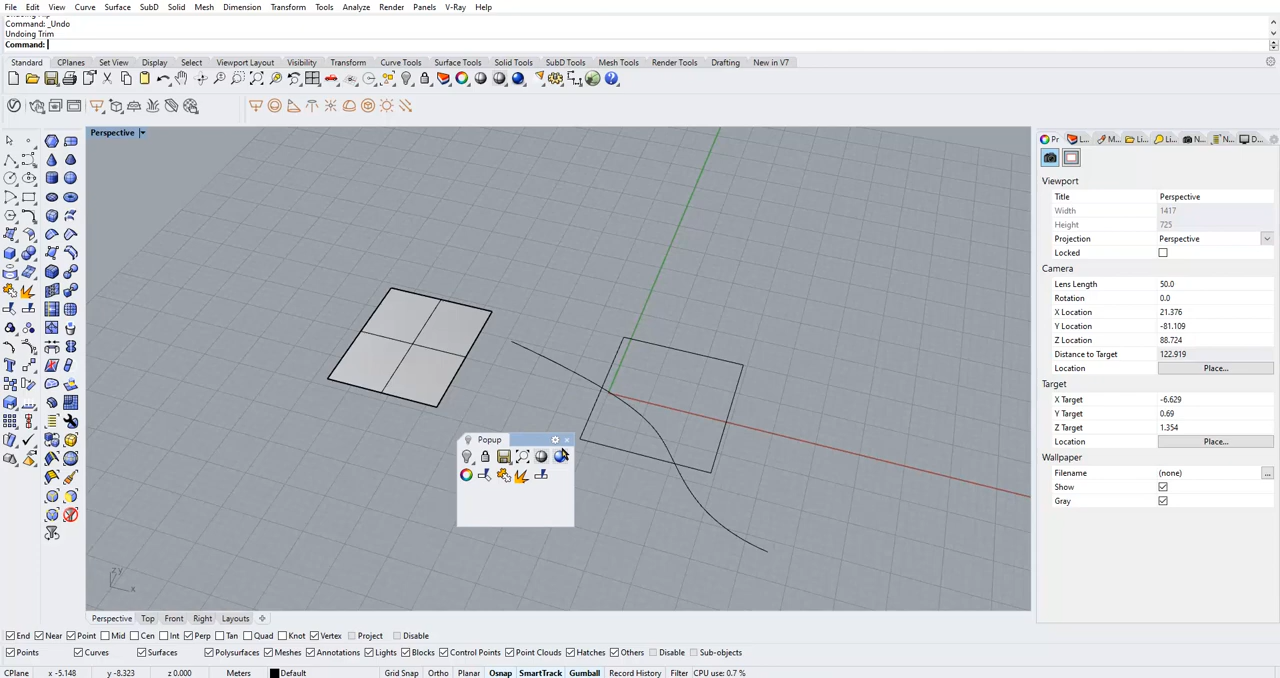 File Edit View Curve Surface SubD Solid Mesh Dimension Transform Tools Analyze Render Panels V-Ray Help
Command: _Undo
Undoing Trim
Command:
Standard CPlanes Set View Display Select Viewport Layout Visibility Transform Curve Tools Surface Tools Solid Tools SubD Tools Mesh Tools Render Tools Drafting New in V7
Perspective
Pr L... M... Li... Li... N... N... D...
Viewport
Title Perspective
Width 1417
Height 725
Projection Perspective
Locked
Camera
Lens Length 50.0
Rotation 0.0
X Location 21.376
Y Location -81.109
Z Location 88.724
Distance to Target 122.919
Location Place...
Target
X Target -6.629
Y Target 0.69
Z Target 1.354
Location Place...
Wallpaper
Filename (none) ...
Show
Gray
Popup
zy
x
Perspective Top Front Right Layouts
End Near Point Mid Cen Int Perp Tan Quad Knot Vertex Project Disable
Points Curves Surfaces Polysurfaces Meshes Annotations Lights Blocks Control Points Point Clouds Hatches Others Disable Sub-objects
CPlane x -5.148 y -8.323 z 0.000 Meters Default Grid Snap Ortho Planar Osnap SmartTrack Gumball Record History Filter CPU use: 0.7 %